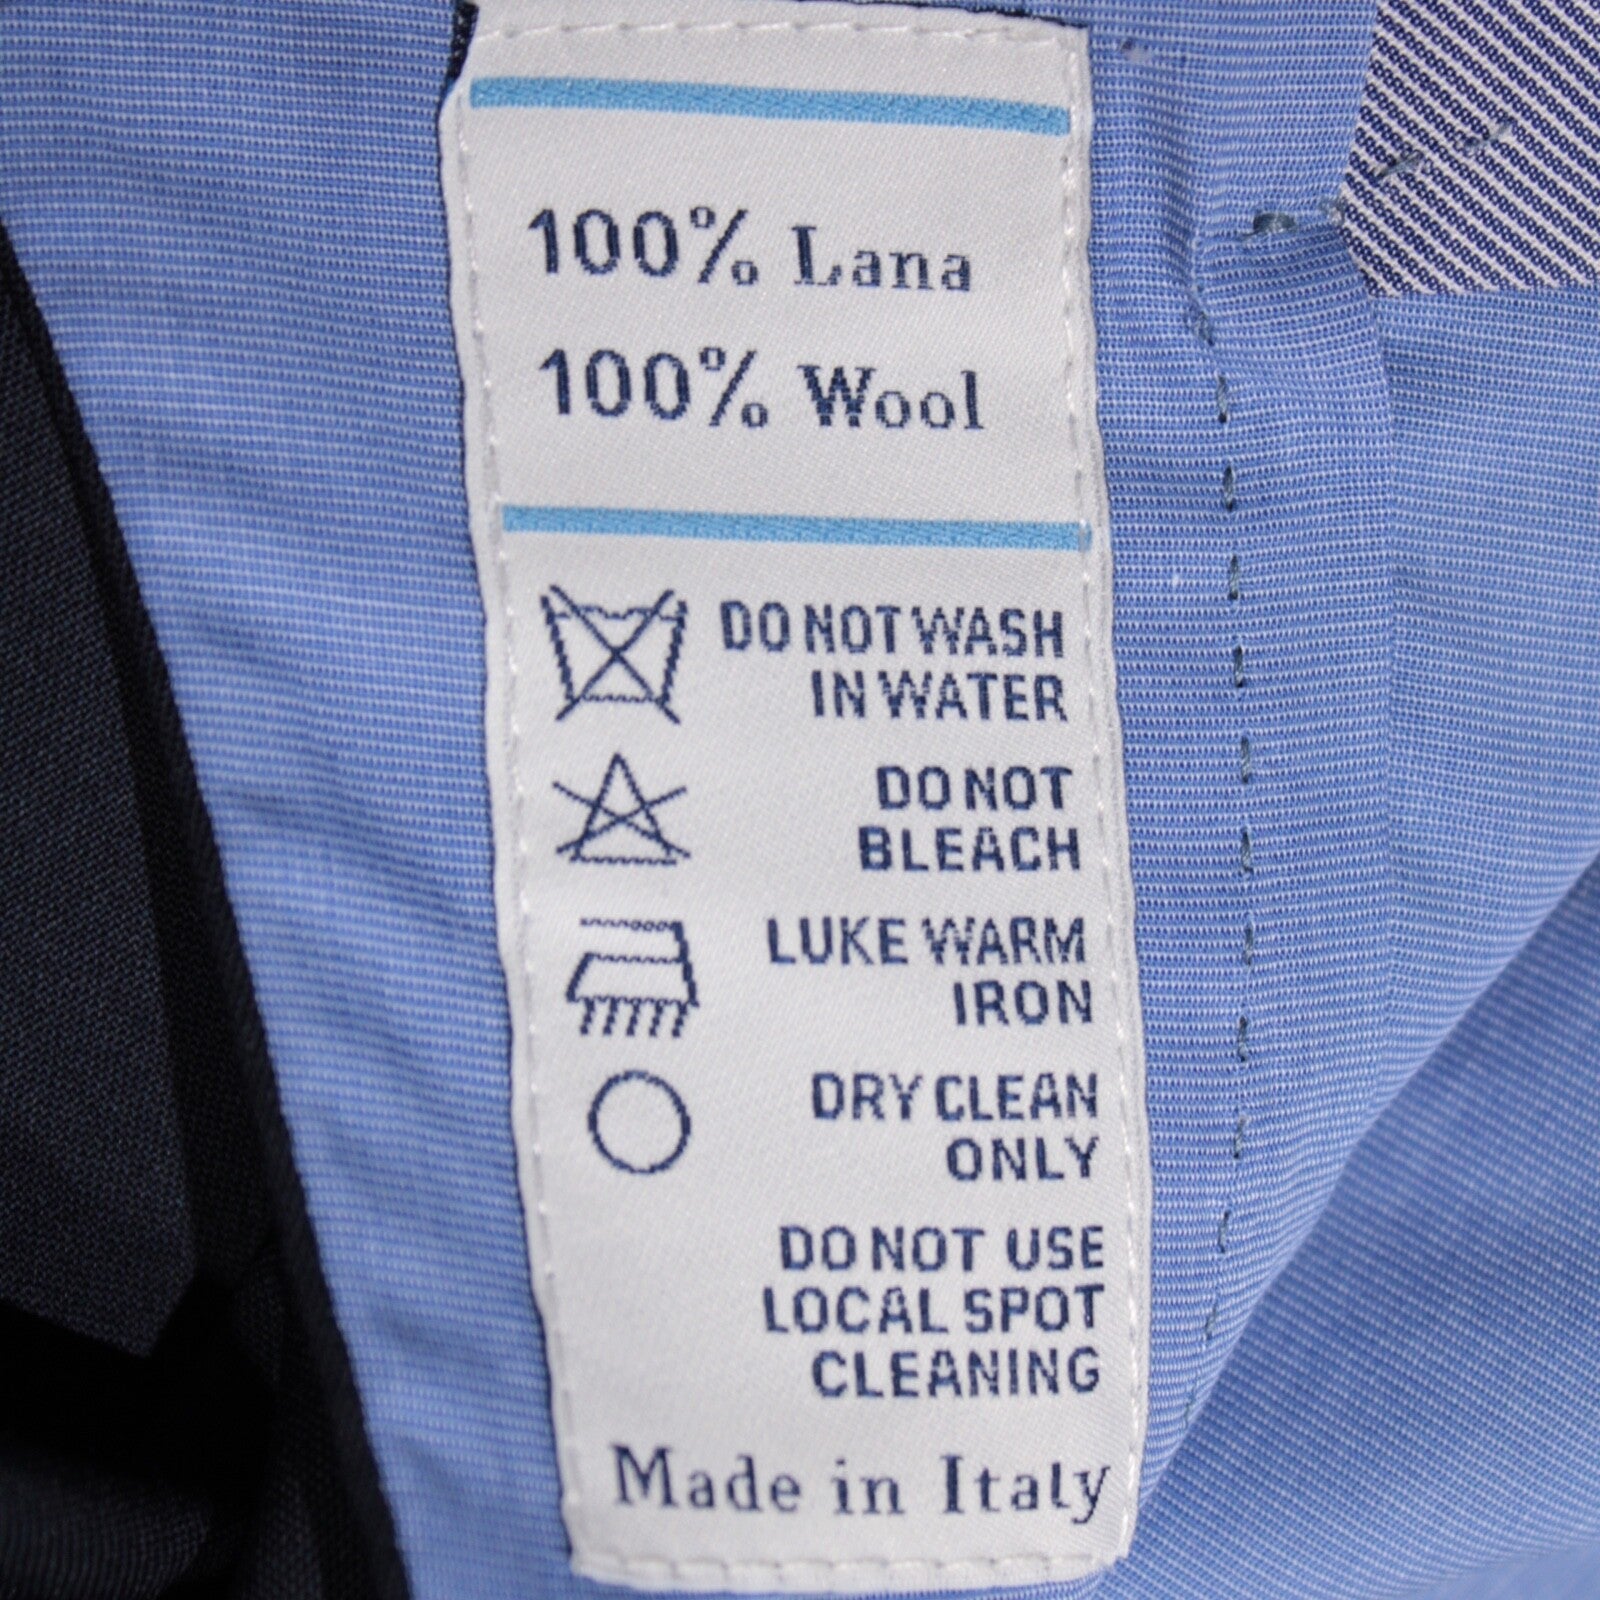 100% Lana
100% Wool
DO NOT WASH
IN WATER
DO NOT
BLEACH
LUKE WARM
IRON
DRY CLEAN
ONLY
DO NOT USE
LOCAL SPOT
CLEANING
Made in Italy